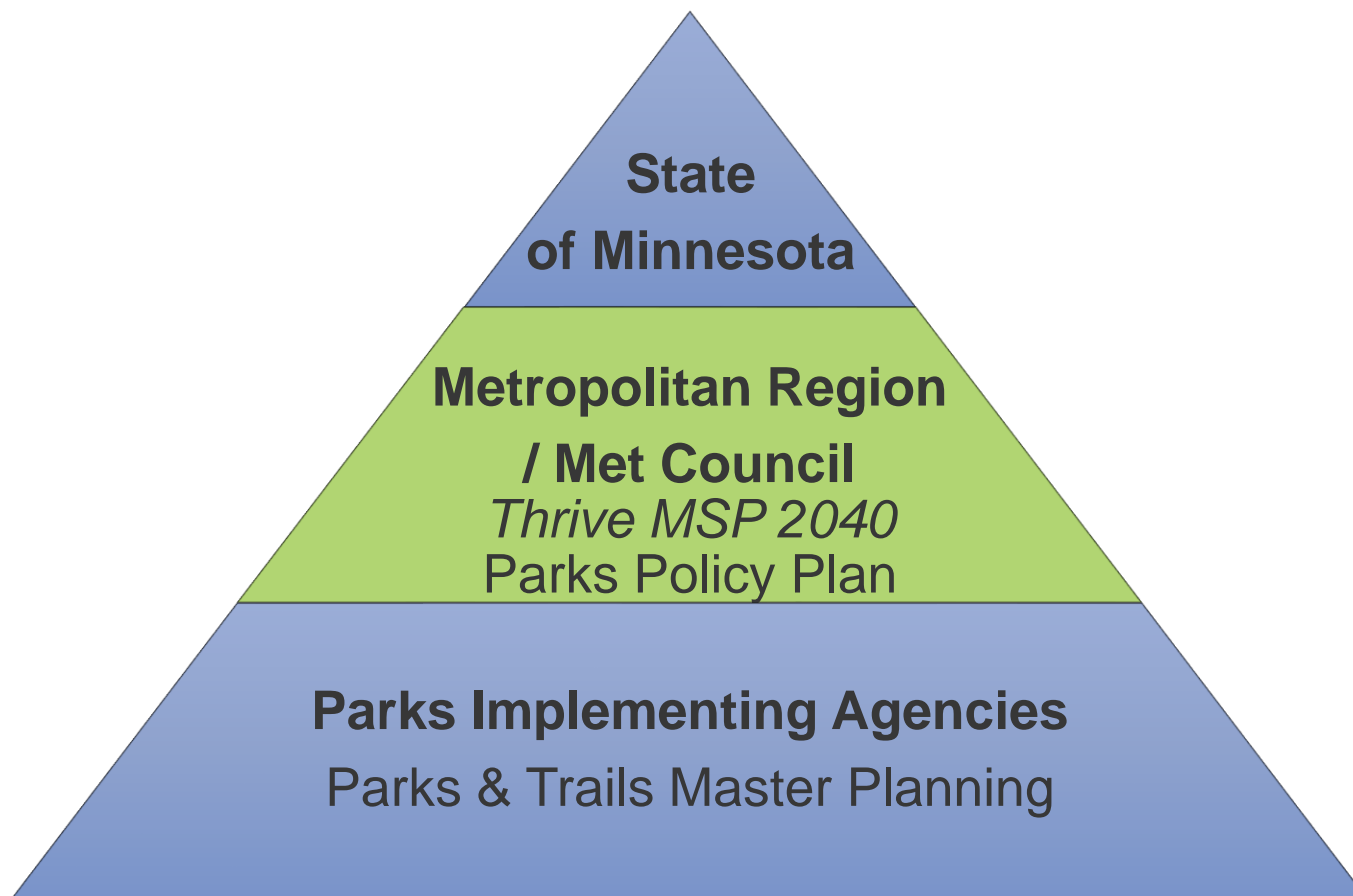 State
of Minnesota
Metropolitan Region
/ Met Council
Thrive MSP 2040
Parks Policy Plan
Parks Implementing Agencies
Parks & Trails Master Planning